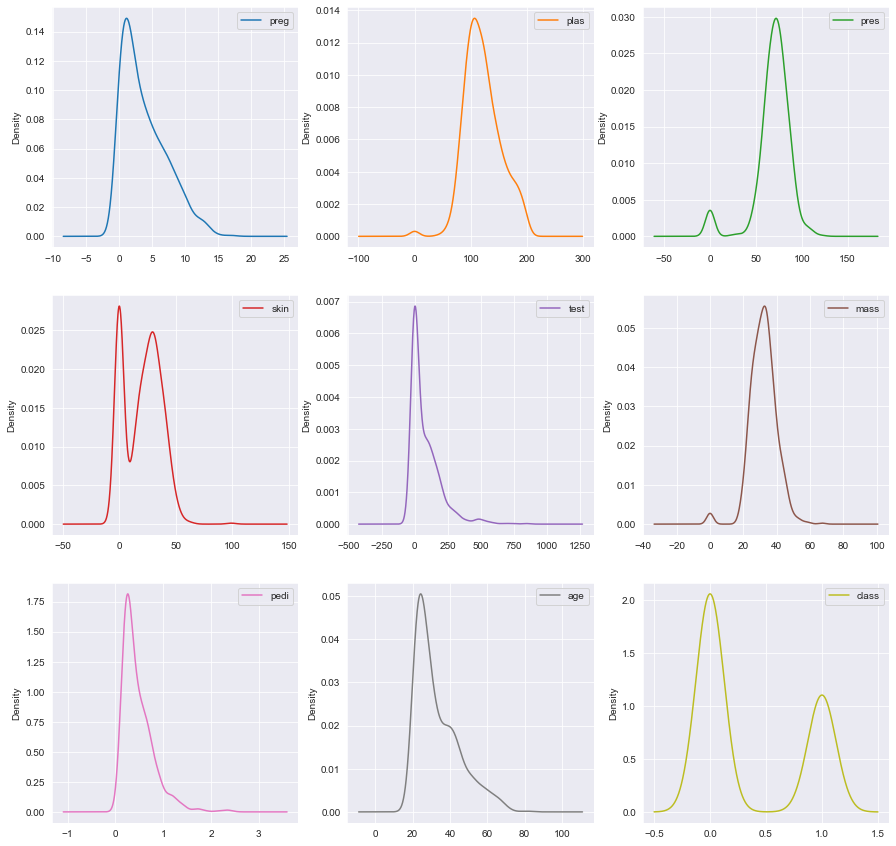 preg
Density
0.14
0.12
0.10
0.08
0.06
0.04
0.02
0.00
−10 −5 0 5 10 15 20 25
plas
Density
0.014
0.012
0.010
0.008
0.006
0.004
0.002
0.000
−100 0 100 200 300
pres
Density
0.030
0.025
0.020
0.015
0.010
0.005
0.000
−50 0 50 100 150
skin
Density
0.025
0.020
0.015
0.010
0.005
0.000
−50 0 50 100 150
test
Density
0.007
0.006
0.005
0.004
0.003
0.002
0.001
0.000
−500 −250 0 250 500 750 1000 1250
mass
Density
0.05
0.04
0.03
0.02
0.01
0.00
−40 −20 0 20 40 60 80 100
pedi
Density
1.75
1.50
1.25
1.00
0.75
0.50
0.25
0.00
−1 0 1 2 3
age
Density
0.05
0.04
0.03
0.02
0.01
0.00
0 20 40 60 80 100
class
Density
2.0
1.5
1.0
0.5
0.0
−0.5 0.0 0.5 1.0 1.5